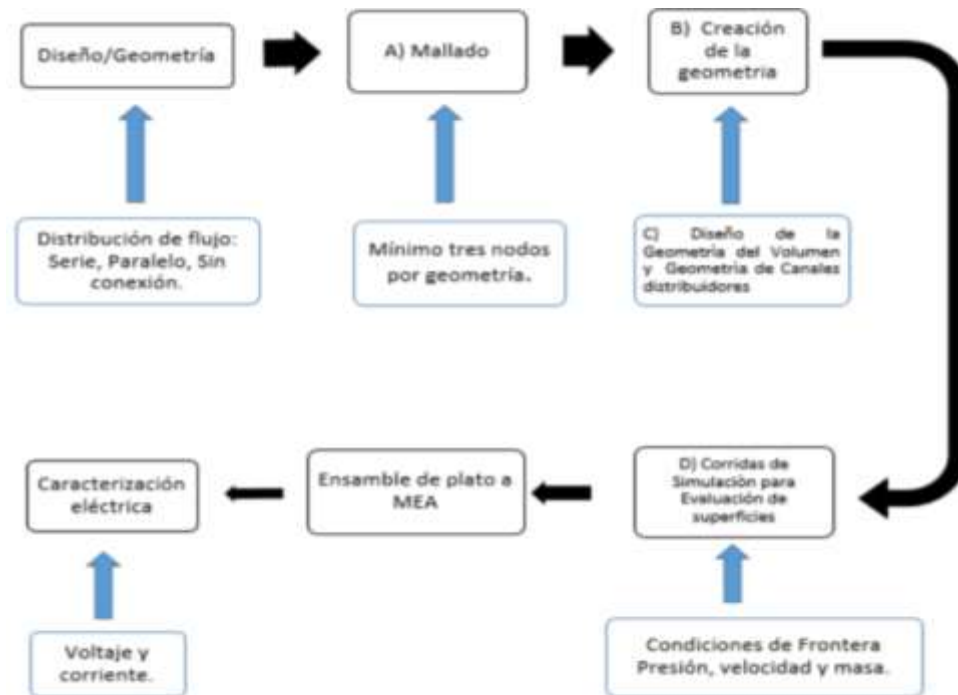 Diseño/Geometría
A) Mallado
B) Creación
de la
geometria
Distribución de flujo:
Serie, Paralelo, Sin
conexión.
Mínimo tres nodos
por geometría.
C) Diseño de la
Geometría del Volumen
y Geometría de Canales
distribuidores
Caracterización
eléctrica
Ensamble de plato a
MEA
D) Corridas de
Simulación para
Evaluación de
superficies
Voltaje y
corriente.
Condiciones de Frontera
Presión, velocidad y masa.